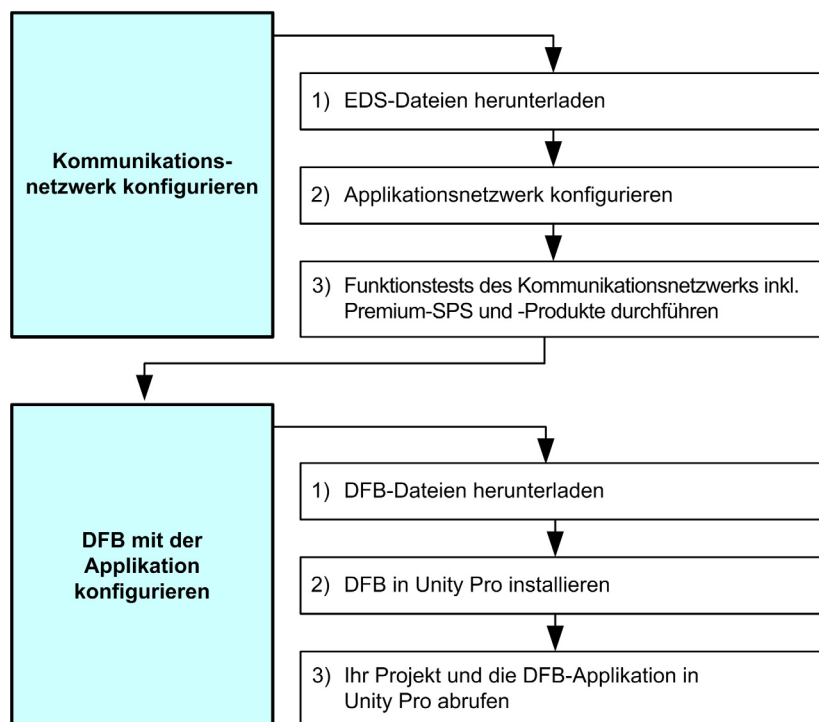 Kommunikations-
netzwerk konfigurieren
1) EDS-Dateien herunterladen
2) Applikationsnetzwerk konfigurieren
3) Funktionstests des Kommunikationsnetzwerks inkl.
Premium-SPS und -Produkte durchführen
DFB mit der
Applikation
konfigurieren
1) DFB-Dateien herunterladen
2) DFB in Unity Pro installieren
3) Ihr Projekt und die DFB-Applikation in
Unity Pro abrufen